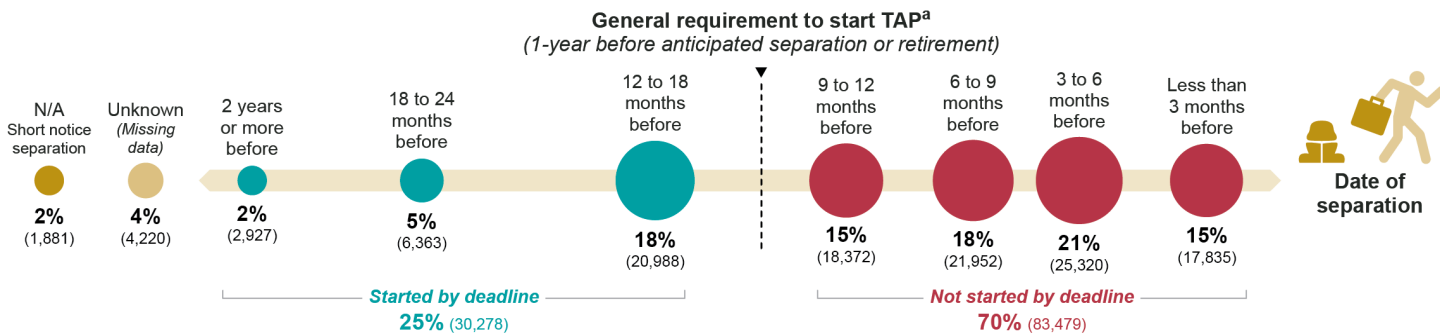 General requirement to start TAPª
(1-year before anticipated separation or retirement)
N/A
Short notice
separation
2%
(1,881)
Unknown
(Missing
data)
4%
(4,220)
2 years
or more
before
2%
(2,927)
18 to 24
months
before
5%
(6,363)
12 to 18
months
before
18%
(20,988)
9 to 12
months
before
15%
(18,372)
6 to 9
months
before
18%
(21,952)
3 to 6
months
before
21%
(25,320)
Less than
3 months
before
15%
(17,835)
Date of
separation
Started by deadline
25% (30,278)
Not started by deadline
70% (83,479)